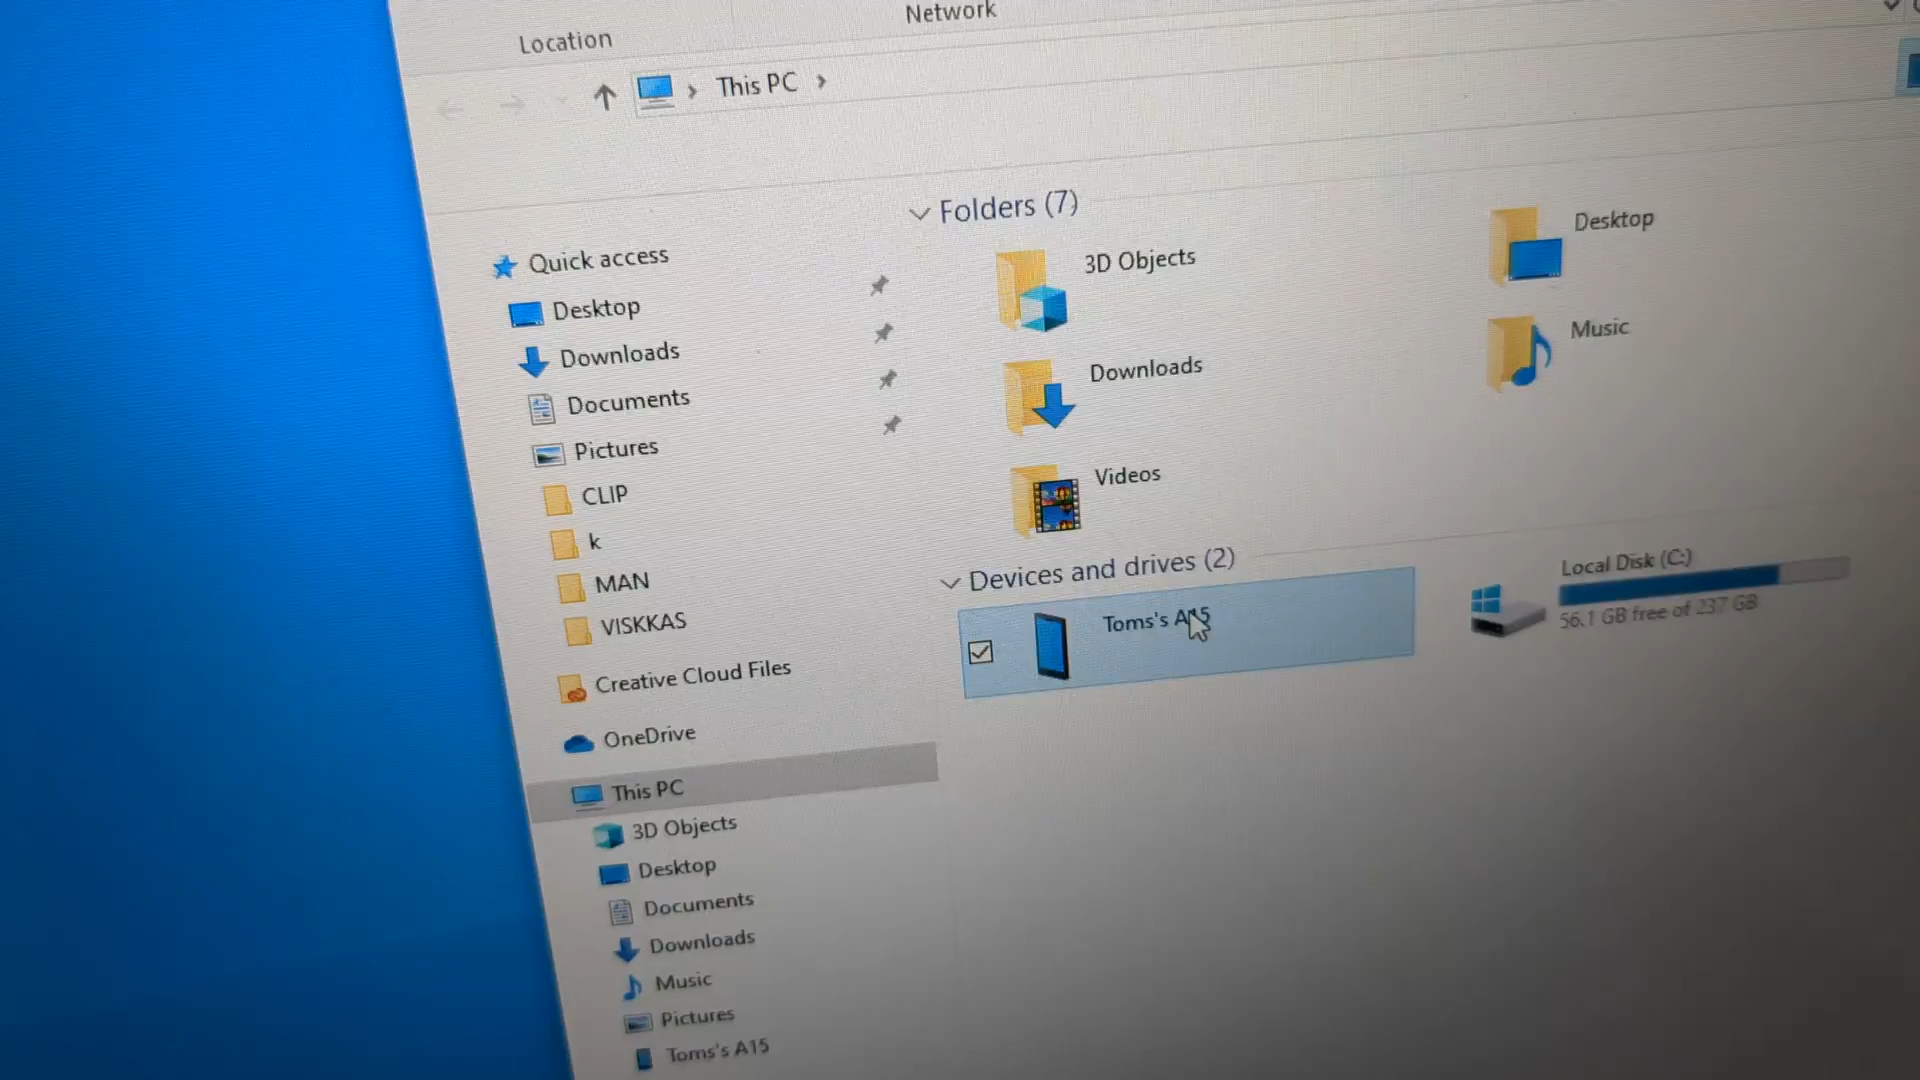 Location
Network
This PC
Quick access
Desktop
Downloads
Documents
Pictures
CLIP
k
MAN
VISKKAS
Creative Cloud Files
OneDrive
This PC
3D Objects
Desktop
Documents
Downloads
Music
Pictures
Toms's A15
Folders (7)
3D Objects
Desktop
Downloads
Music
Videos
Devices and drives (2)
Toms's A15
Local Disk (C:)
56.1 GB free of 237 GB